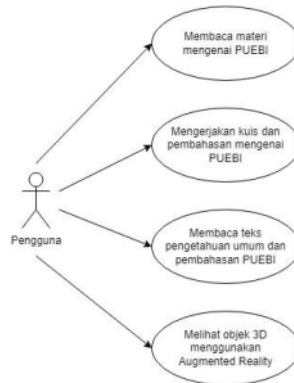 Membaca materi
mengenai PUEBI
Mengerjakan kuis dan
pembahasan mengenai
PUEBI
Pengguna
Membaca teks
pengetahuan umum dan
pembahasan PUEBI
Melihat objek 3D
menggunakan
Augmented Reality